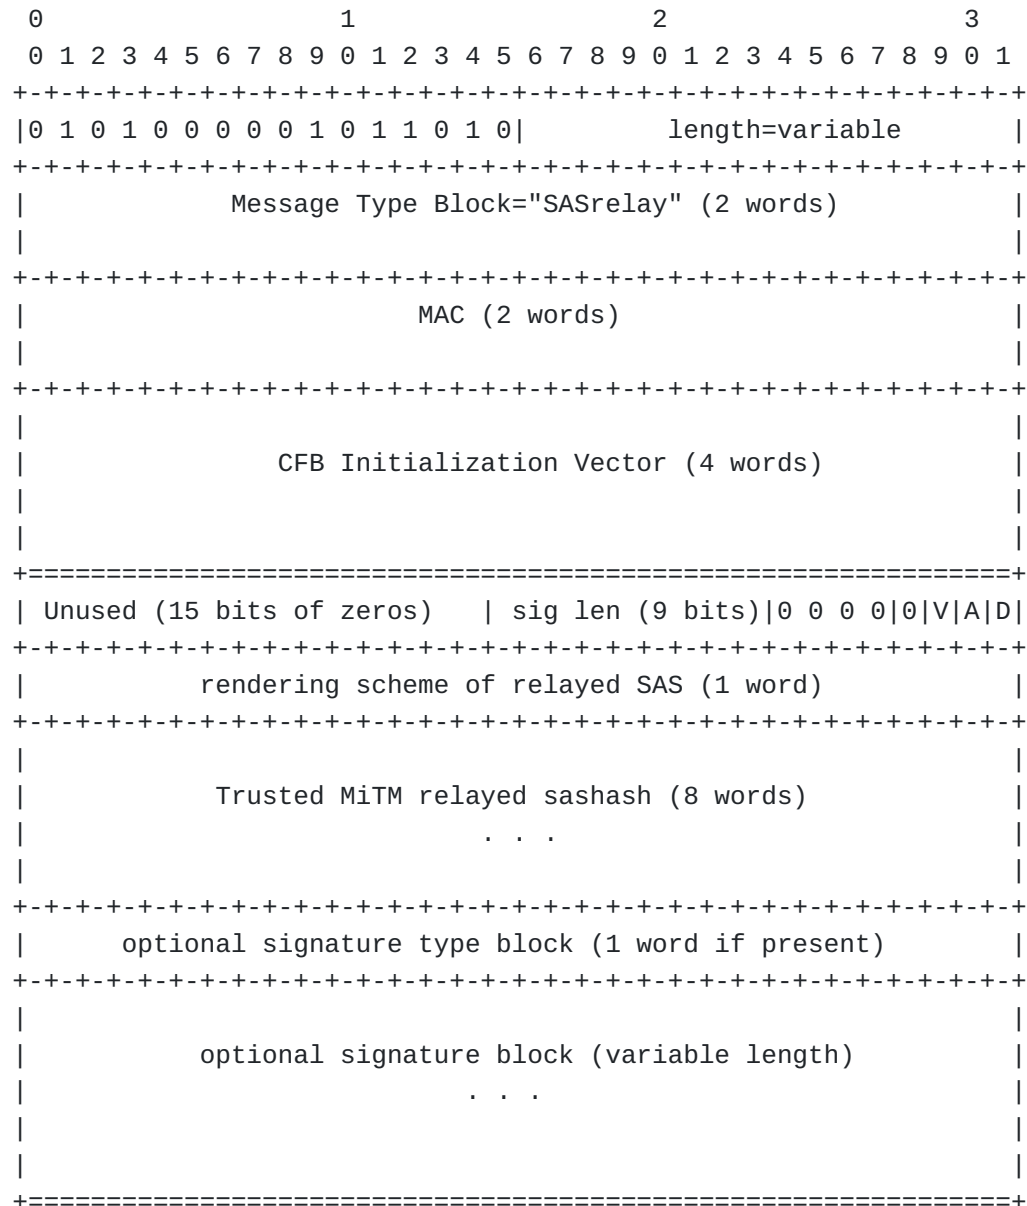 0                   1                   2                   3
 0 1 2 3 4 5 6 7 8 9 0 1 2 3 4 5 6 7 8 9 0 1 2 3 4 5 6 7 8 9 0 1
+-+-+-+-+-+-+-+-+-+-+-+-+-+-+-+-+-+-+-+-+-+-+-+-+-+-+-+-+-+-+-+-+
|0 1 0 1 0 0 0 0 0 1 0 1 1 0 1 0|         length=variable       |
+-+-+-+-+-+-+-+-+-+-+-+-+-+-+-+-+-+-+-+-+-+-+-+-+-+-+-+-+-+-+-+-+
|             Message Type Block="SASrelay" (2 words)           |
|                                                               |
+-+-+-+-+-+-+-+-+-+-+-+-+-+-+-+-+-+-+-+-+-+-+-+-+-+-+-+-+-+-+-+-+
|                         MAC (2 words)                         |
|                                                               |
+-+-+-+-+-+-+-+-+-+-+-+-+-+-+-+-+-+-+-+-+-+-+-+-+-+-+-+-+-+-+-+-+
|                                                               |
|                CFB Initialization Vector (4 words)            |
|                                                               |
|                                                               |
+===============================================================+
| Unused (15 bits of zeros)   | sig len (9 bits)|0 0 0 0|0|V|A|D|
+-+-+-+-+-+-+-+-+-+-+-+-+-+-+-+-+-+-+-+-+-+-+-+-+-+-+-+-+-+-+-+-+
|           rendering scheme of relayed SAS (1 word)            |
+-+-+-+-+-+-+-+-+-+-+-+-+-+-+-+-+-+-+-+-+-+-+-+-+-+-+-+-+-+-+-+-+
|                                                               |
|            Trusted MiTM relayed sashash (8 words)             |
|                             . . .                             |
|                                                               |
+-+-+-+-+-+-+-+-+-+-+-+-+-+-+-+-+-+-+-+-+-+-+-+-+-+-+-+-+-+-+-+-+
|      optional signature type block (1 word if present)        |
+-+-+-+-+-+-+-+-+-+-+-+-+-+-+-+-+-+-+-+-+-+-+-+-+-+-+-+-+-+-+-+-+
|                                                               |
|           optional signature block (variable length)          |
|                            . . .                              |
|                                                               |
|                                                               |
+===============================================================+